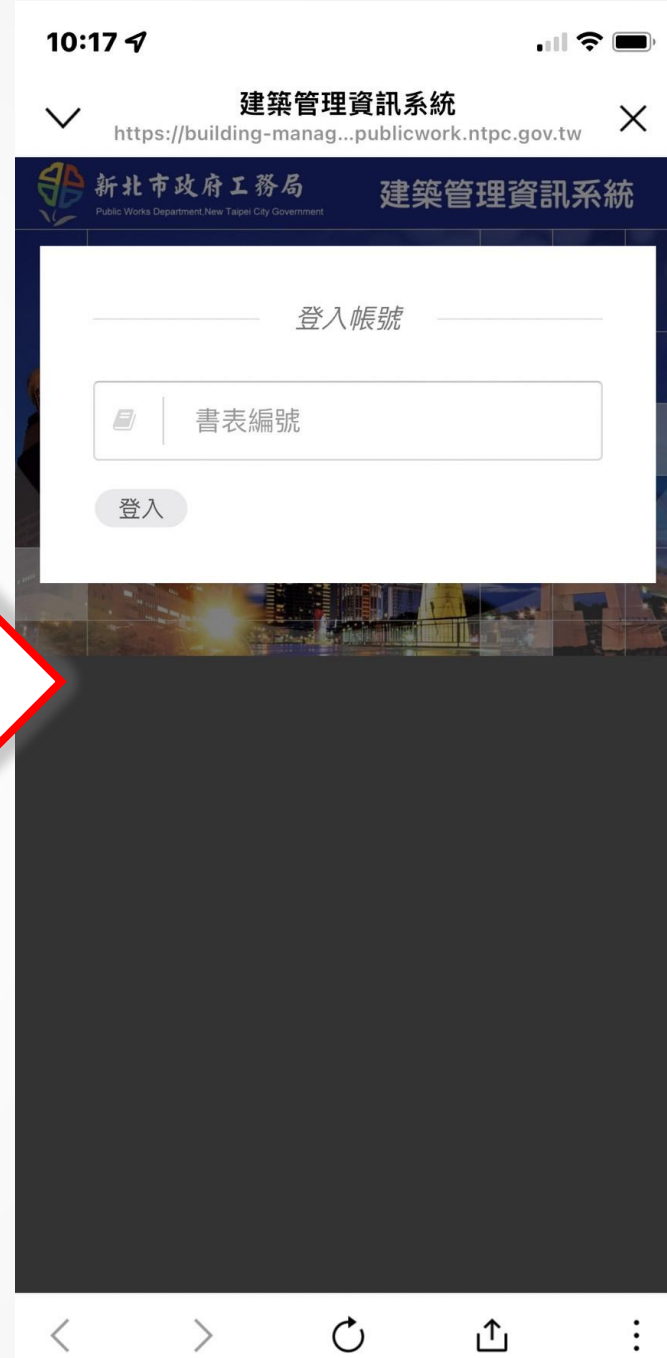 10:17
建築管理資訊系統
https://building-manag...publicwork.ntpc.gov.tw
新北市政府工務局
Public Works Department,New Taipei City Government
建築管理資訊系統
登入帳號
書表編號
登入